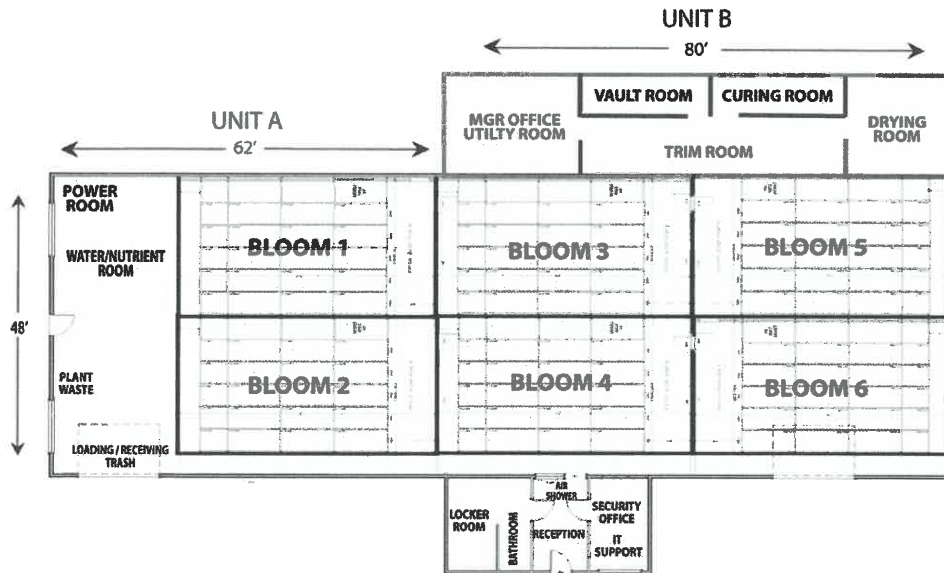 UNIT B
80'
VAULT ROOM
CURING ROOM
MGR OFFICE
UTILTY ROOM
TRIM ROOM
DRYING
ROOM
UNIT A
62'
POWER
ROOM
WATER/NUTRIENT
ROOM
BLOOM 1
BLOOM 3
BLOOM 5
48'
PLANT
WASTE
BLOOM 2
BLOOM 4
BLOOM 6
LOADING / RECEIVING
TRASH
AIR
SHOWER
LOCKER
ROOM
BATHROOM
RECEPTION
SECURITY
OFFICE
IT
SUPPORT